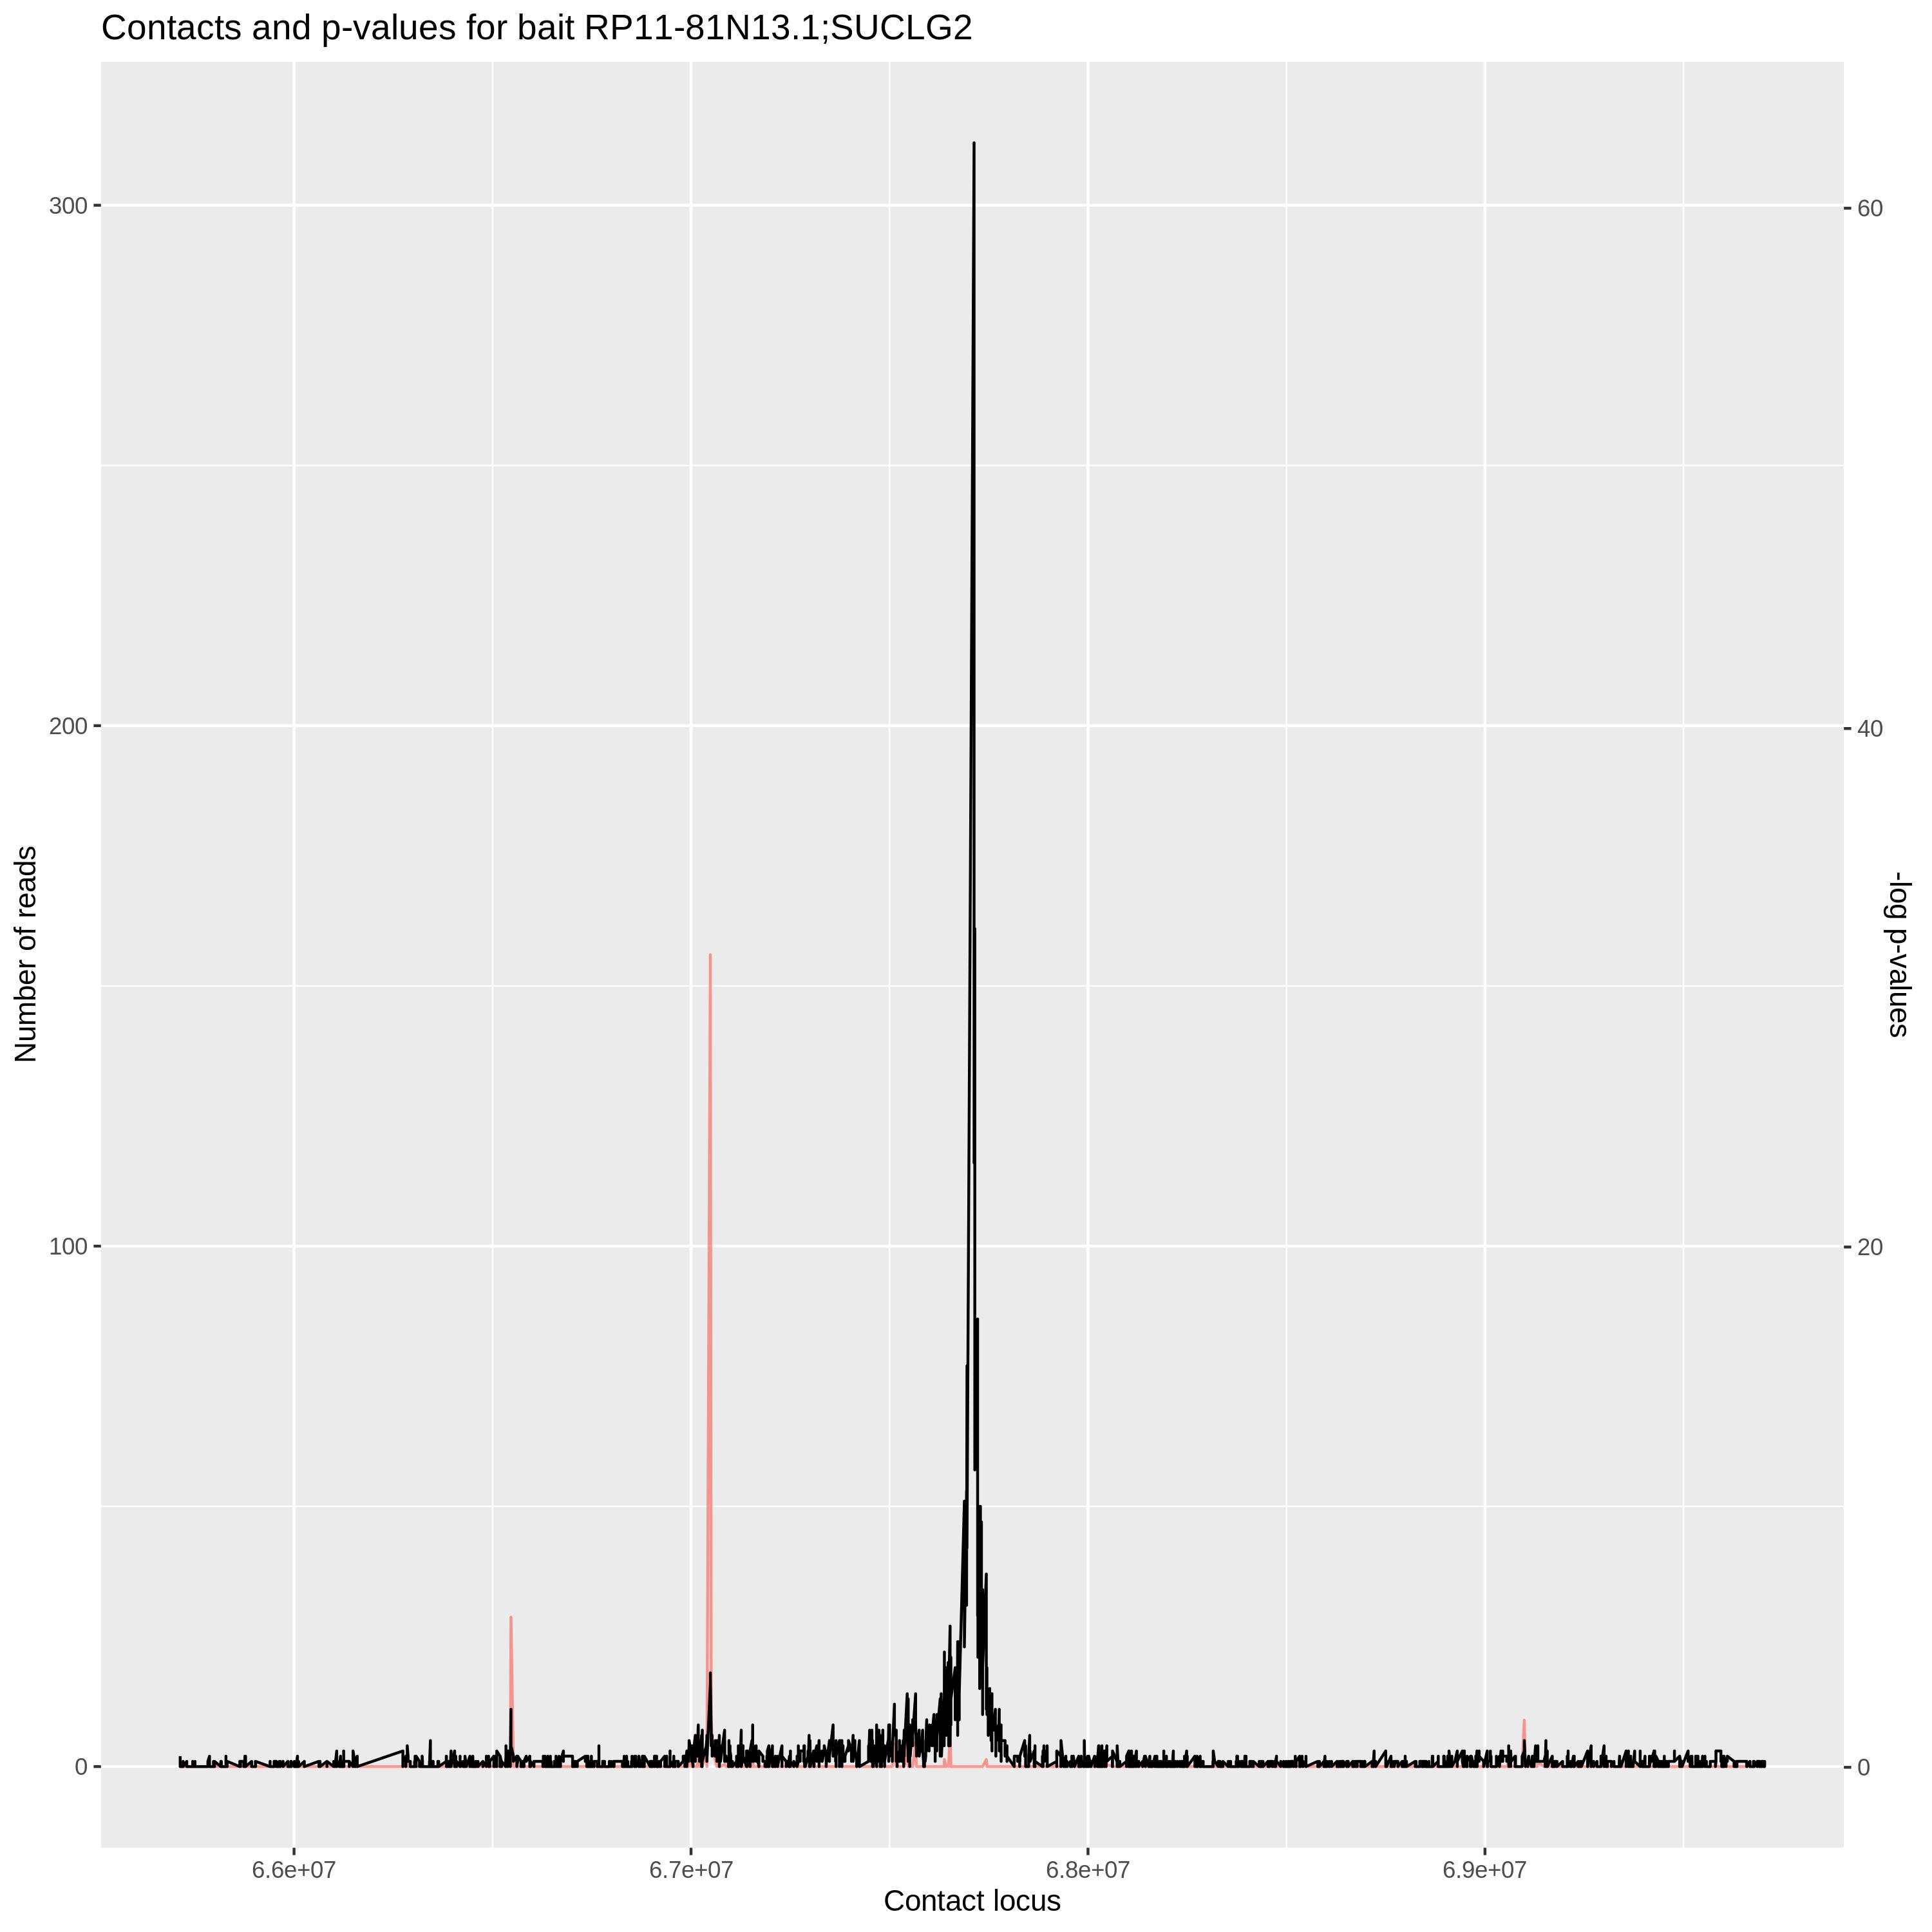 Contacts and p-values for bait RP11-81N13.1;SUCLG2
300
200
100
0
Number of reads
60
40
20
0
-log p-values
6.6e+07 6.7e+07 6.8e+07 6.9e+07
Contact locus